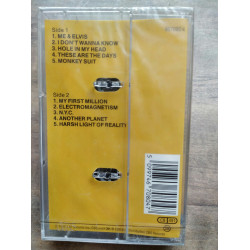 Side 1
1. ME & ELVIS
2. I DON'T WANNA KNOW
3. HOLE IN MY HEAD
4. THESE ARE THE DAYS
5. MONKEY SUIT
Side 2
1. MY FIRST MILLION
2. ELECTROMAGNETISM
3. N.Y.C.
4. ANOTHER PLANET
5. HARSH LIGHT OF REALITY